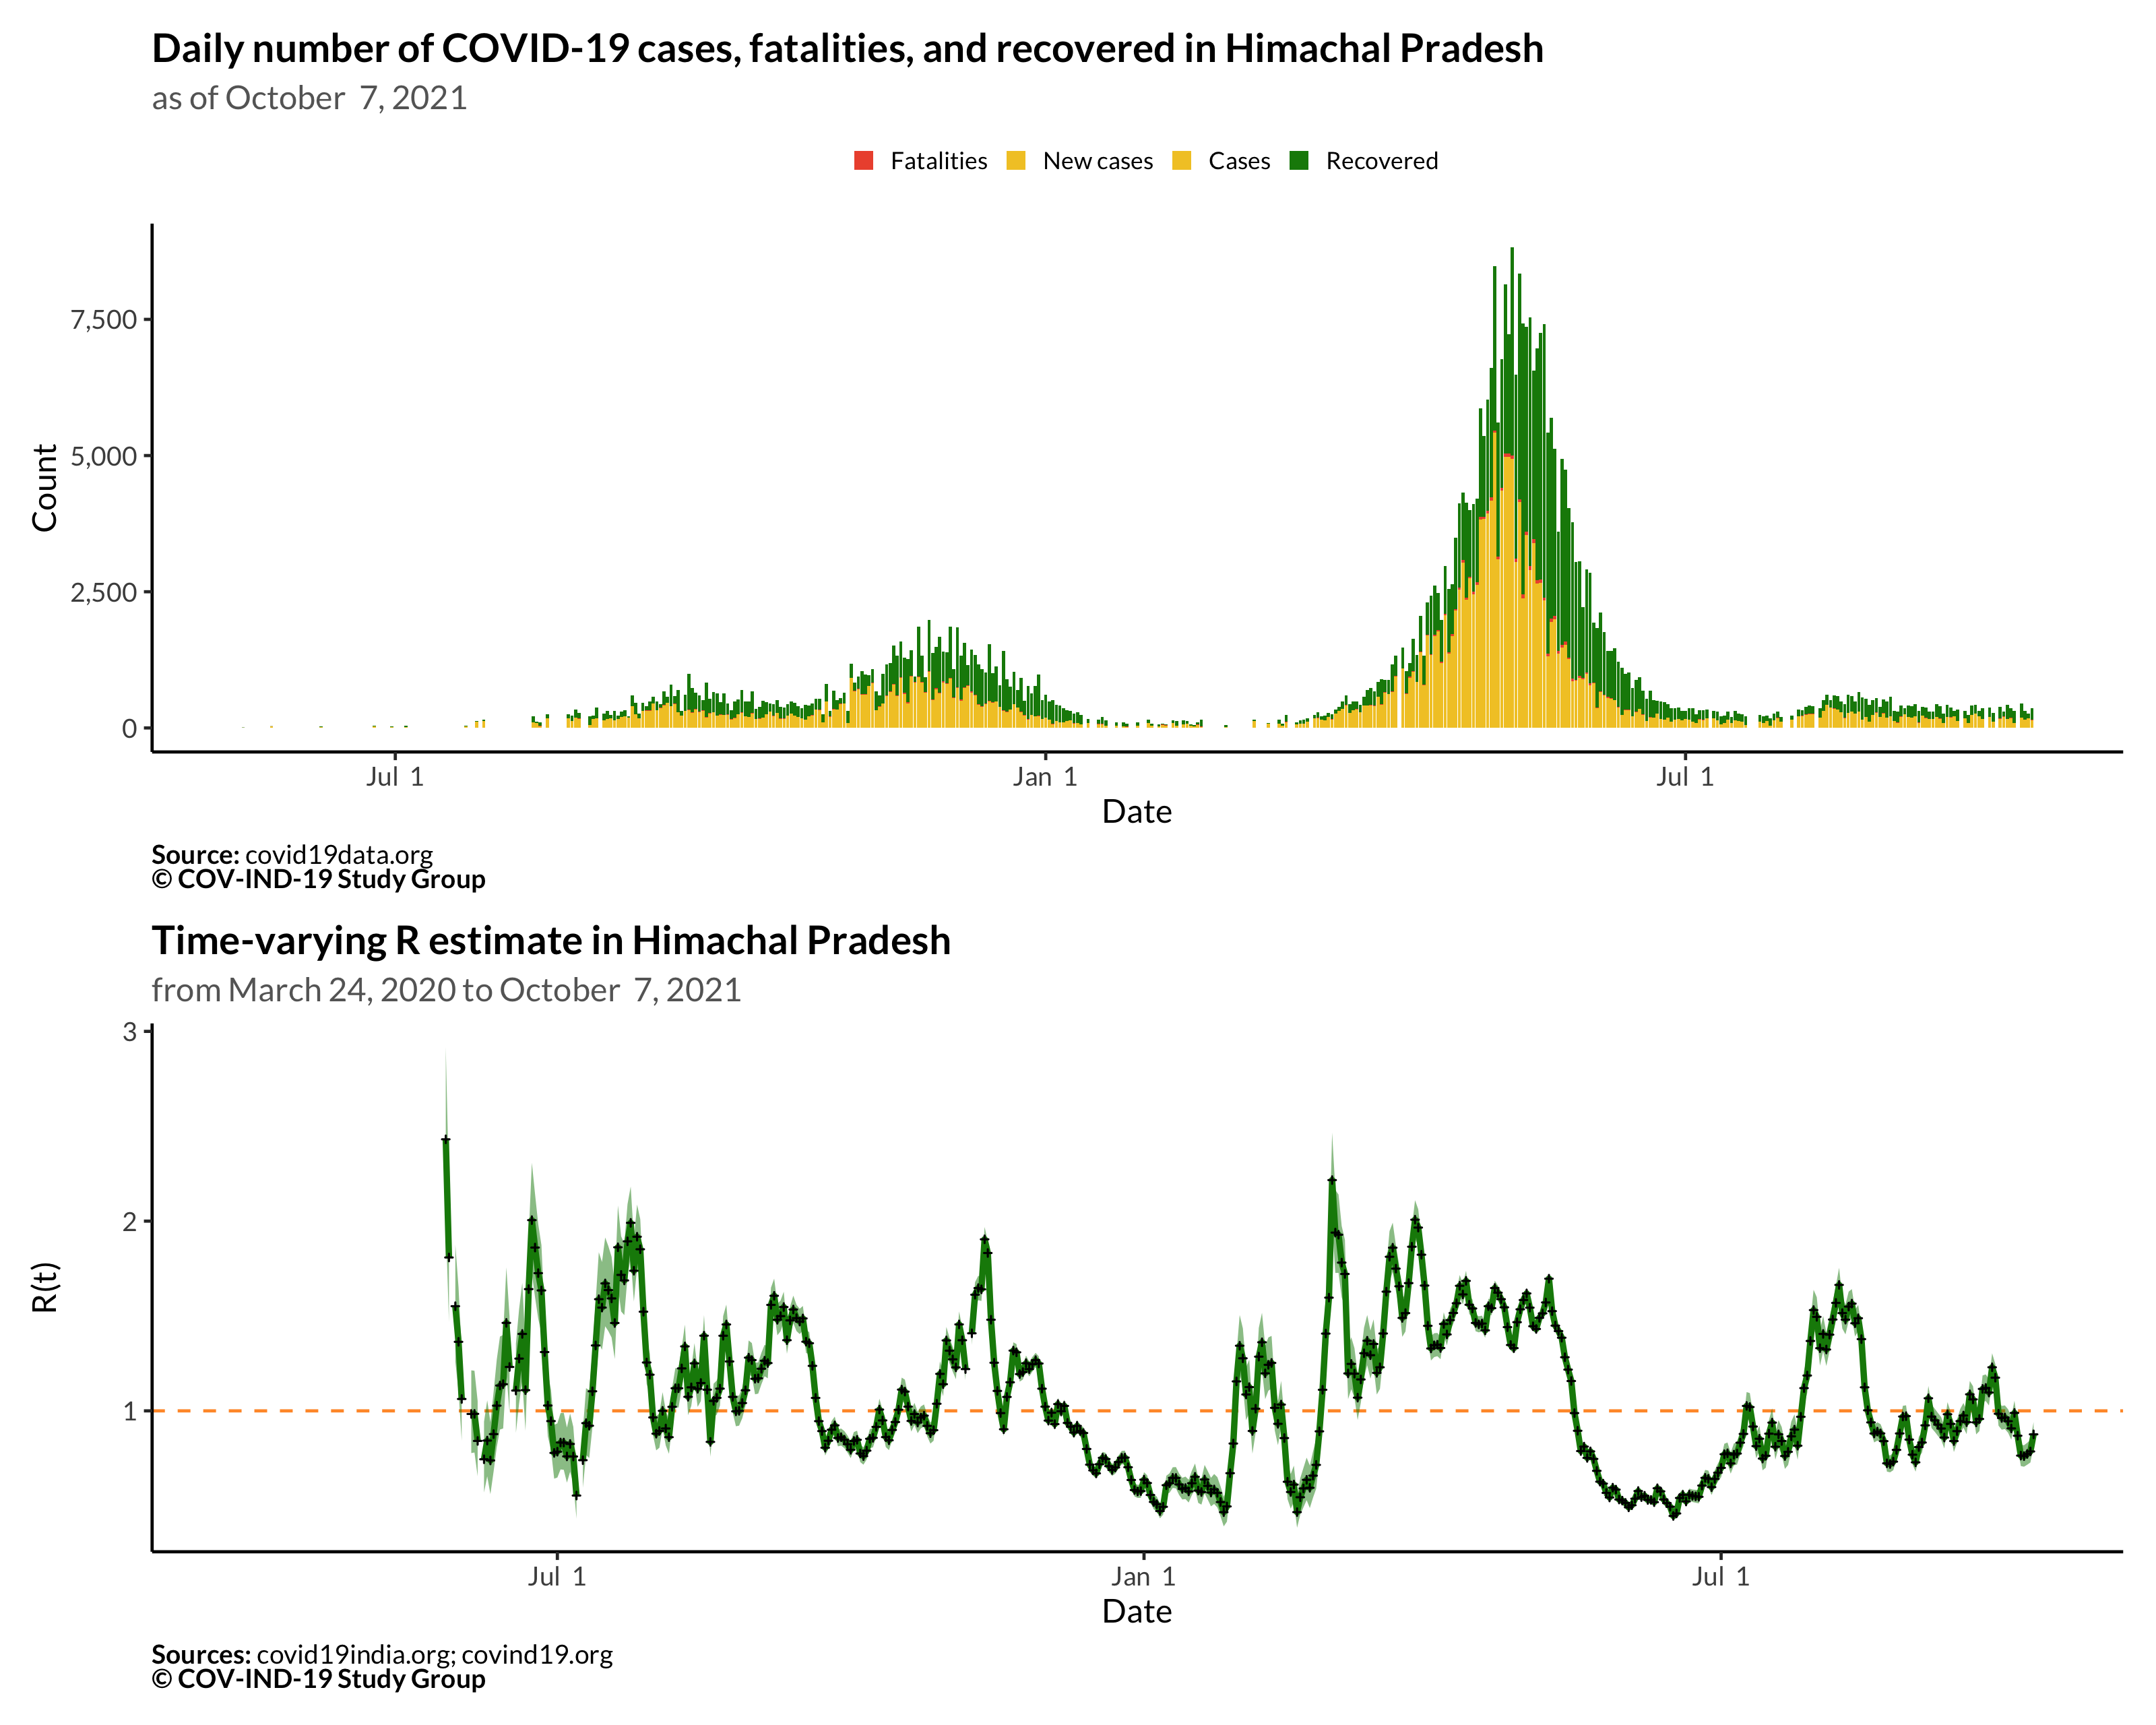 Daily number of COVID-19 cases, fatalities, and recovered in Himachal Pradesh
as of October  7, 2021
Fatalities New cases Cases Recovered
Count
7,500
5,000
2,500
0
Jul  1 Jan  1 Jul  1
Date
Source: covid19data.org
© COV-IND-19 Study Group
Time-varying R estimate in Himachal Pradesh
from March 24, 2020 to October  7, 2021
R(t)
3
2
1
Jul  1 Jan  1 Jul  1
Date
Sources: covid19india.org; covind19.org
© COV-IND-19 Study Group